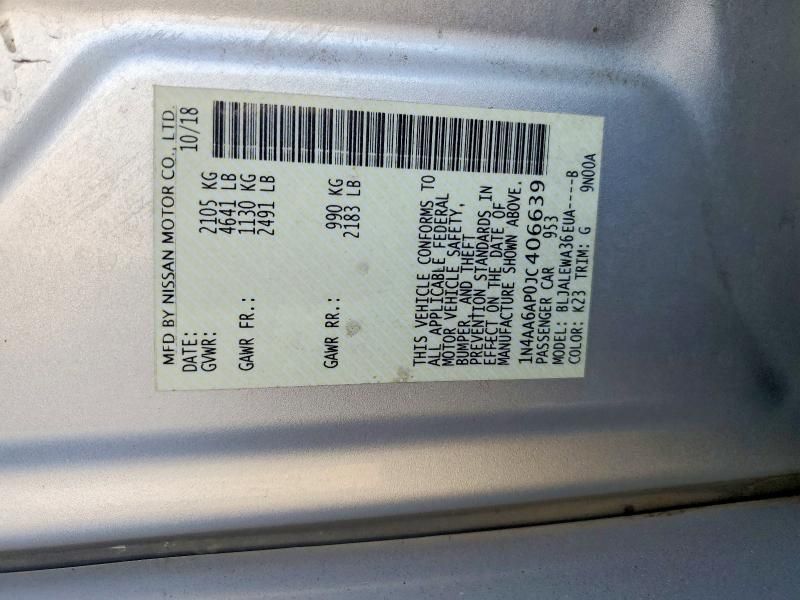 MFD BY NISSAN MOTOR CO., LTD.
DATE: 10/18
GVWR: 2105 KG
4641 LB
GAWR FR.: 1130 KG
2491 LB
GAWR RR.: 990 KG
2183 LB
THIS VEHICLE CONFORMS TO
ALL APPLICABLE FEDERAL
MOTOR VEHICLE SAFETY,
BUMPER, AND THEFT
PREVENTION STANDARDS IN
EFFECT ON THE DATE OF
MANUFACTURE SHOWN ABOVE.
1N4AA6AP0JC406639
PASSENGER CAR 953
MODEL: BLJALEWA36EUA----B
COLOR: K23 TRIM: G 9N00A